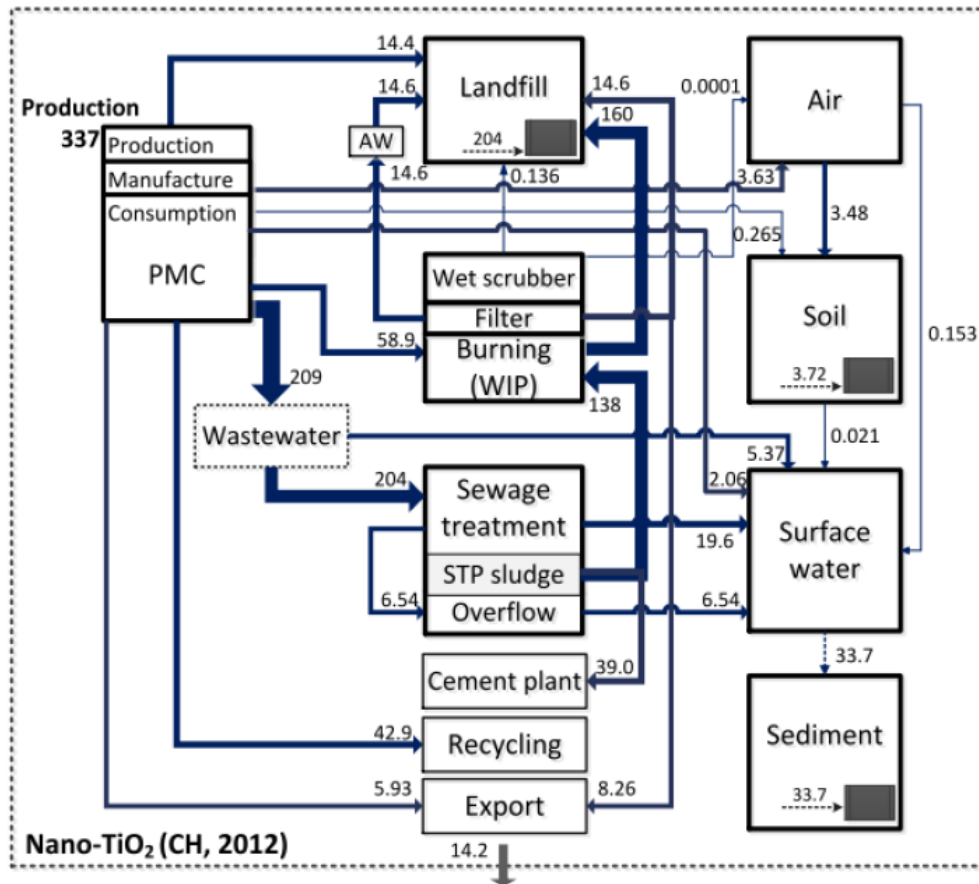 14.4
14.6
Landfill
14.6
0.0001
Air
Production
337
Production
AW
204
160
Manufacture
14.6
0.136
3.63
Consumption
3.48
0.265
PMC
Wet scrubber
Filter
Soil
58.9
Burning
(WIP)
0.153
209
138
3.72
Wastewater
0.021
5.37
204
Sewage
treatment
2.06
19.6
Surface
water
STP sludge
6.54
Overflow
6.54
39.0
33.7
Cement plant
42.9
Recycling
Sediment
5.93
Export
8.26
33.7
Nano-TiO₂ (CH, 2012)
14.2